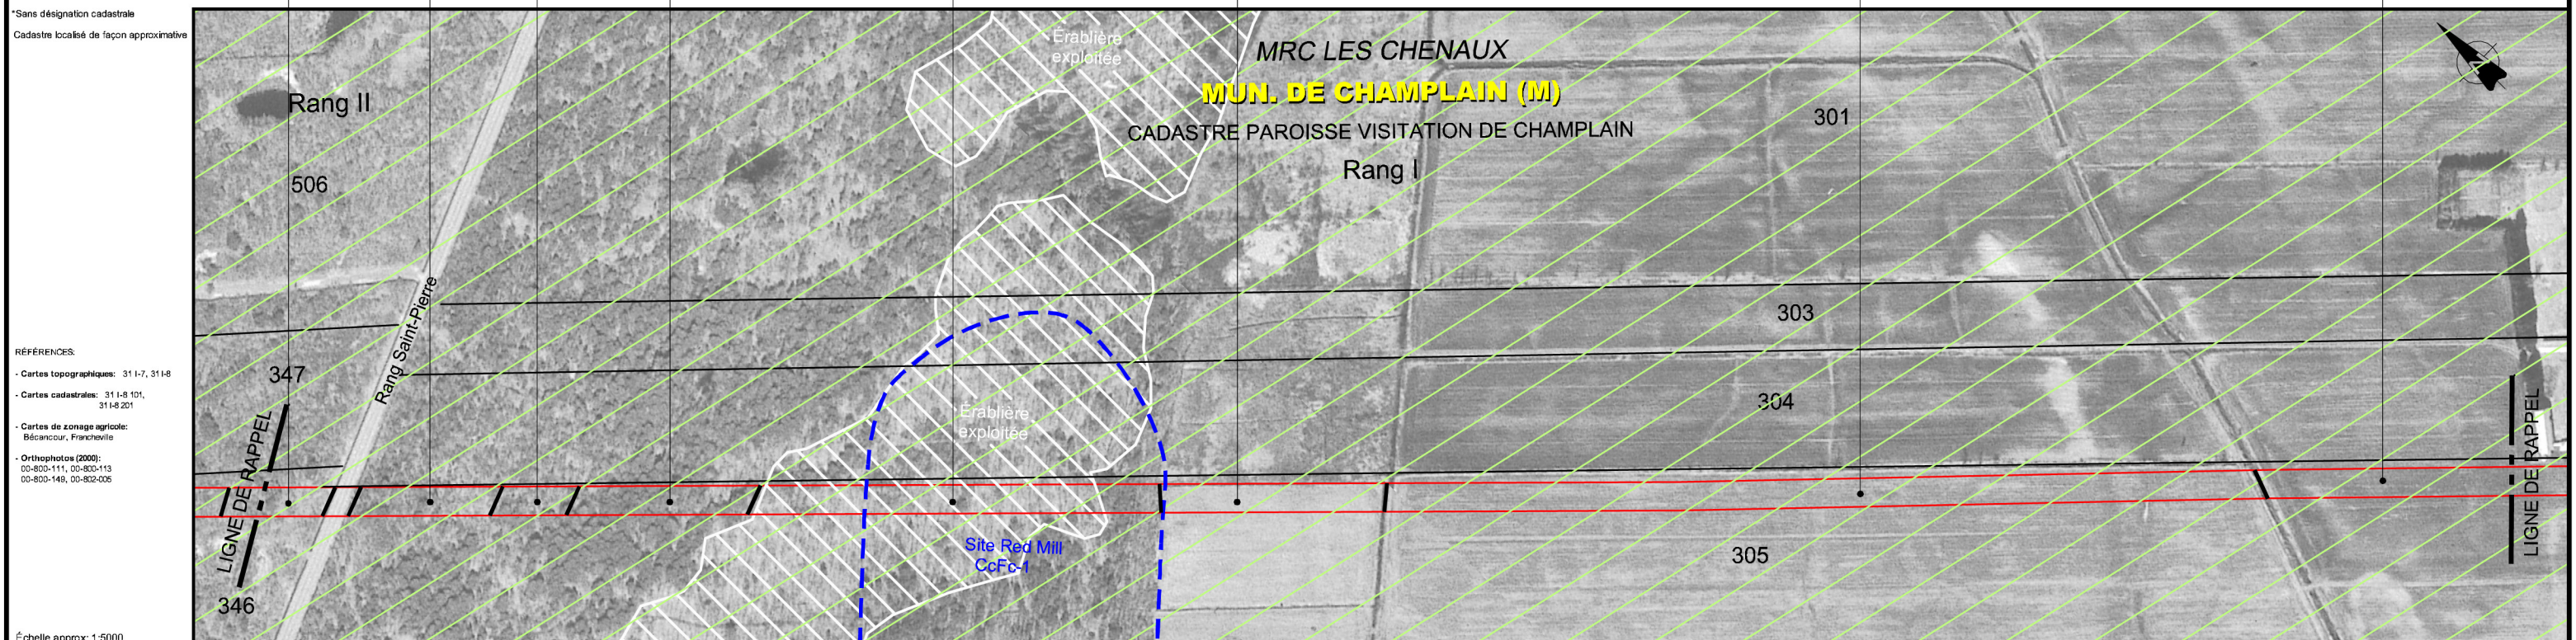 *Sans désignation cadastrale
Cadastre localisé de façon approximative
RÉFÉRENCES:
- Cartes topographiques: 31 I-7, 31 I-8
- Cartes cadastrales: 31 I-8 101,
31 I-8 201
- Cartes de zonage agricole:
Bécancour, Francheville
- Orthophotos (2000):
00-800-111, 00-800-113
00-800-149, 00-802-005
Échelle approx: 1:5000
Rang II
506
347
Rang Saint-Pierre
LIGNE DE RAPPEL
346
Érablière
exploitée
MRC LES CHENAUX
MUN. DE CHAMPLAIN (M)
CADASTRE PAROISSE VISITATION DE CHAMPLAIN
Rang I
301
303
304
305
Érablière
exploitée
Site Red Mill
CcFc-1
LIGNE DE RAPPEL